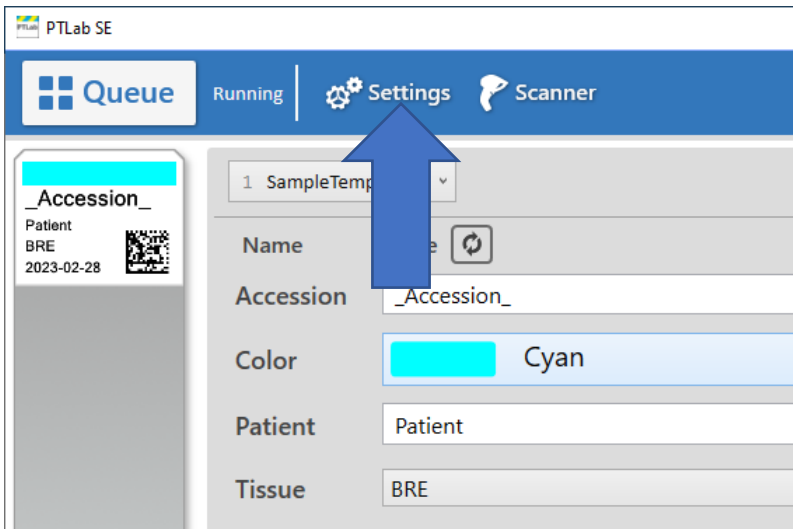 PTLab SE
Queue
Running
Settings
Scanner
_Accession_
Patient
BRE
2023-02-28
1 SampleTemp
Name
Accession
_Accession_
Color
Cyan
Patient
Patient
Tissue
BRE